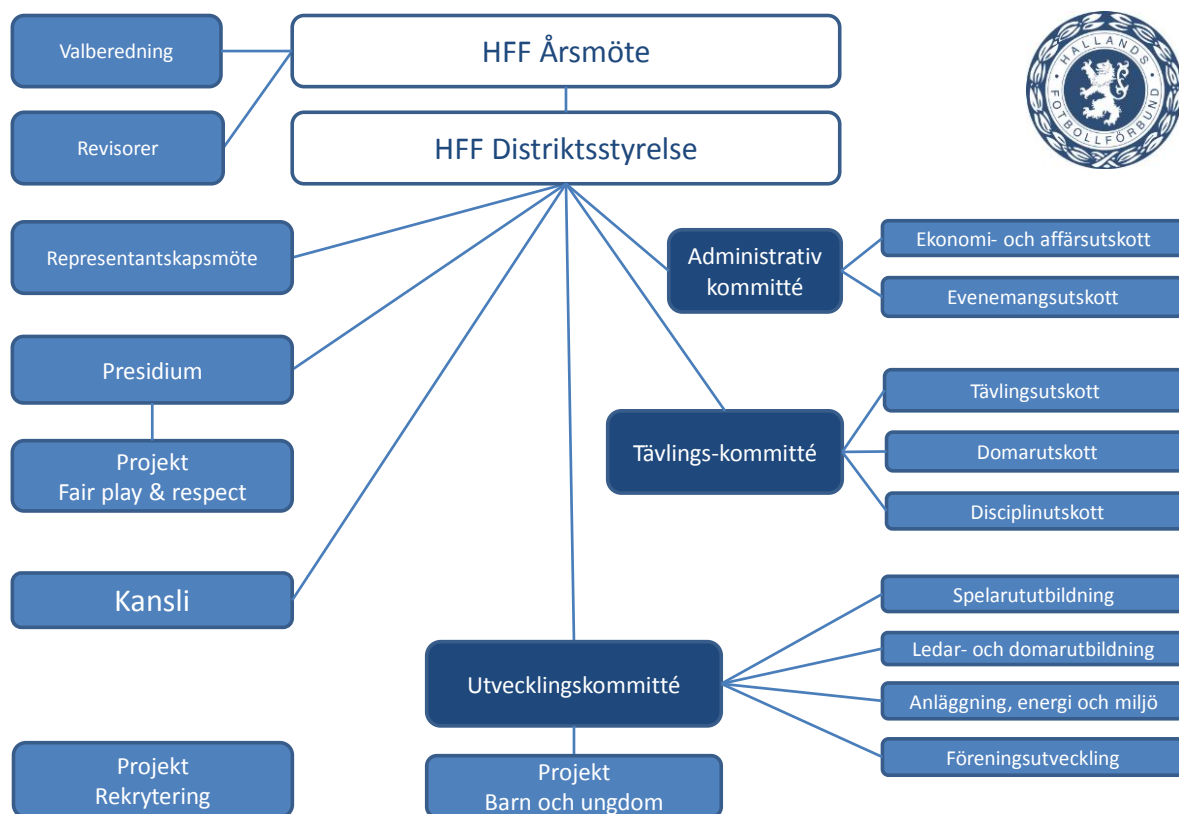 Valberedning
HFF Årsmöte
HALLANDS
FOTBOLLFÖRBUND
Revisorer
HFF Distriktsstyrelse
Representantskapsmöte
Administrativ
kommitté
Ekonomi- och affärsutskott
Evenemangsutskott
Presidium
Tävlingsutskott
Projekt
Fair play & respect
Tävlings-kommitté
Domarutskott
Disciplinutskott
Kansli
Spelarututbildning
Utvecklingskommitté
Ledar- och domarutbildning
Anläggning, energi och miljö
Föreningsutveckling
Projekt
Rekrytering
Projekt
Barn och ungdom